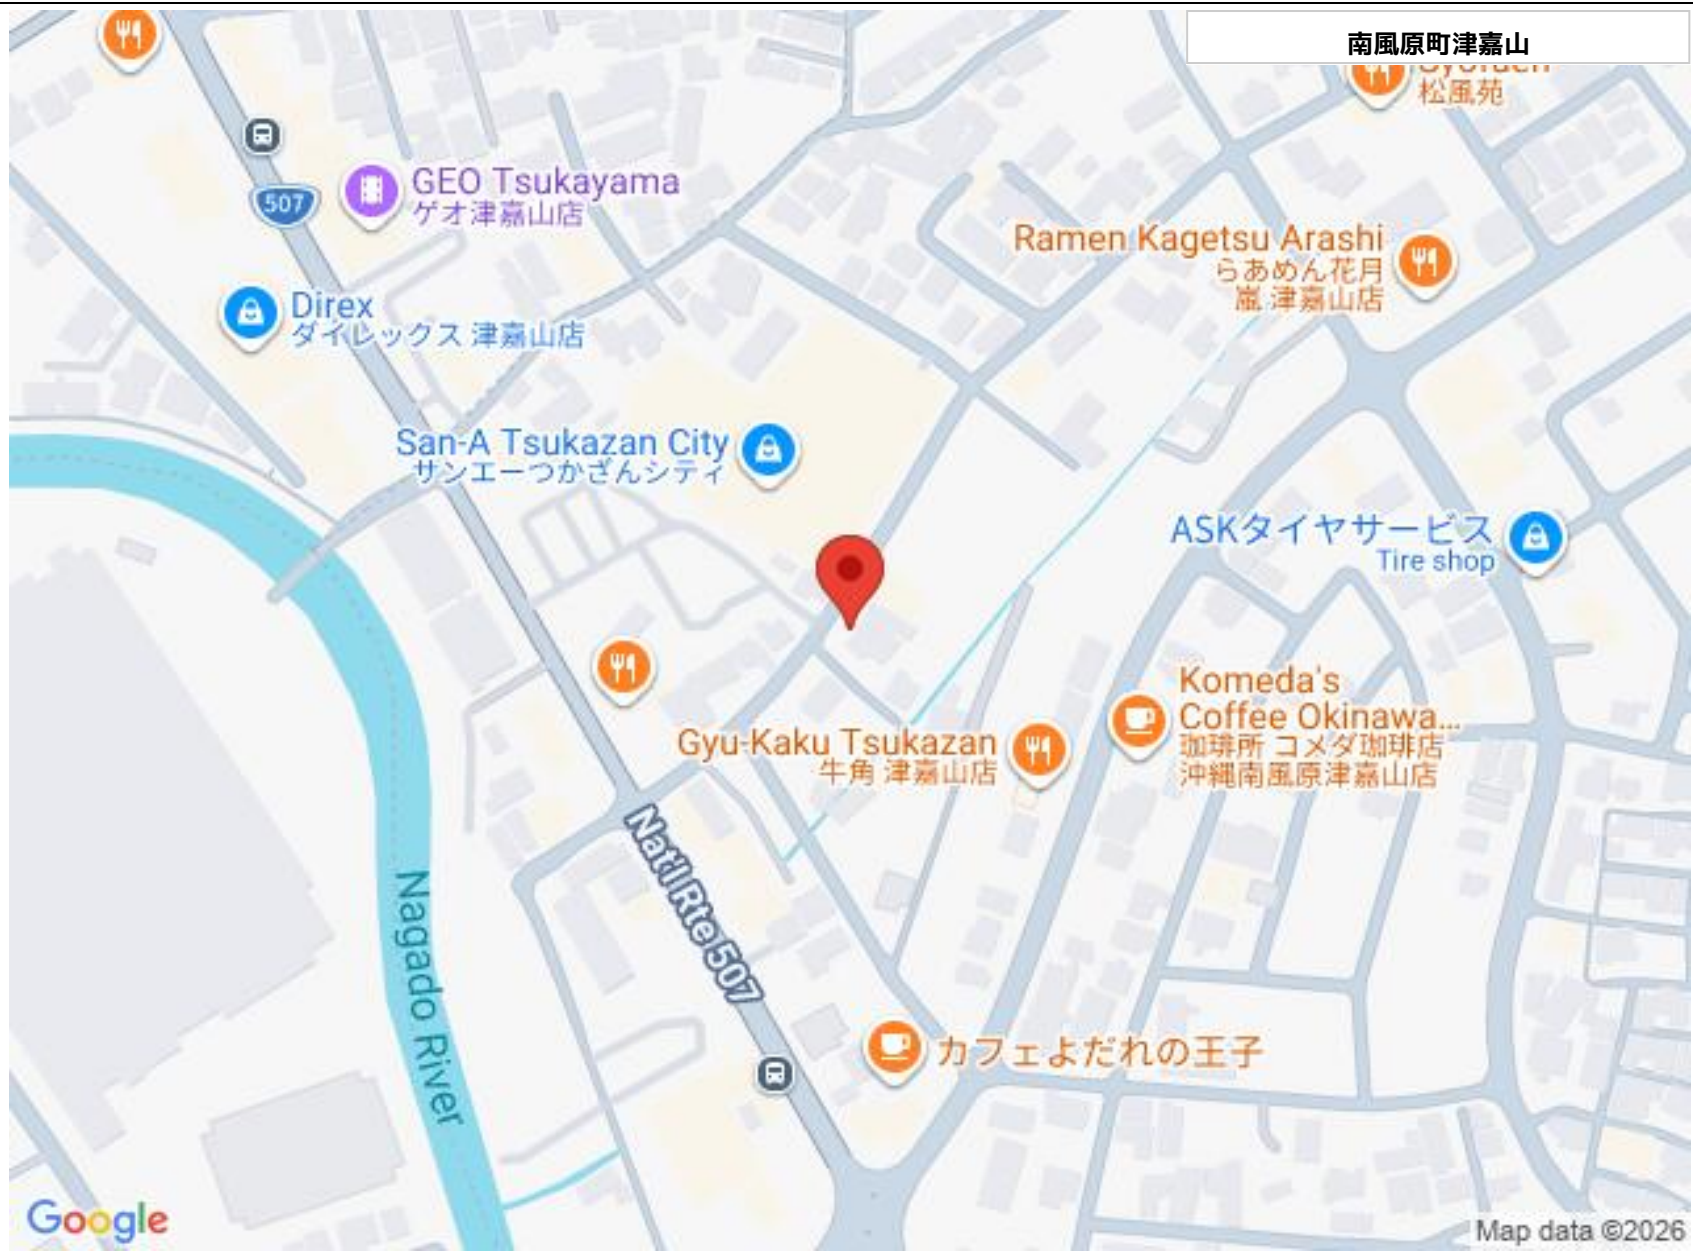 南風原町津嘉山
松風苑
507
GEO Tsukayama
ゲオ津嘉山店
Ramen Kagetsu Arashi
らあめん花月
嵐 津嘉山店
Direx
ダイレックス 津嘉山店
San-A Tsukazan City
サンエーつかざんシティ
ASKタイヤサービス
Tire shop
Komeda's
Coffee Okinawa...
珈琲所 コメダ珈琲店
沖縄南風原津嘉山店
Gyu-Kaku Tsukazan
牛角 津嘉山店
Nat'l Rte 507
Nagado River
カフェよだれの王子
Google
Map data ©2026